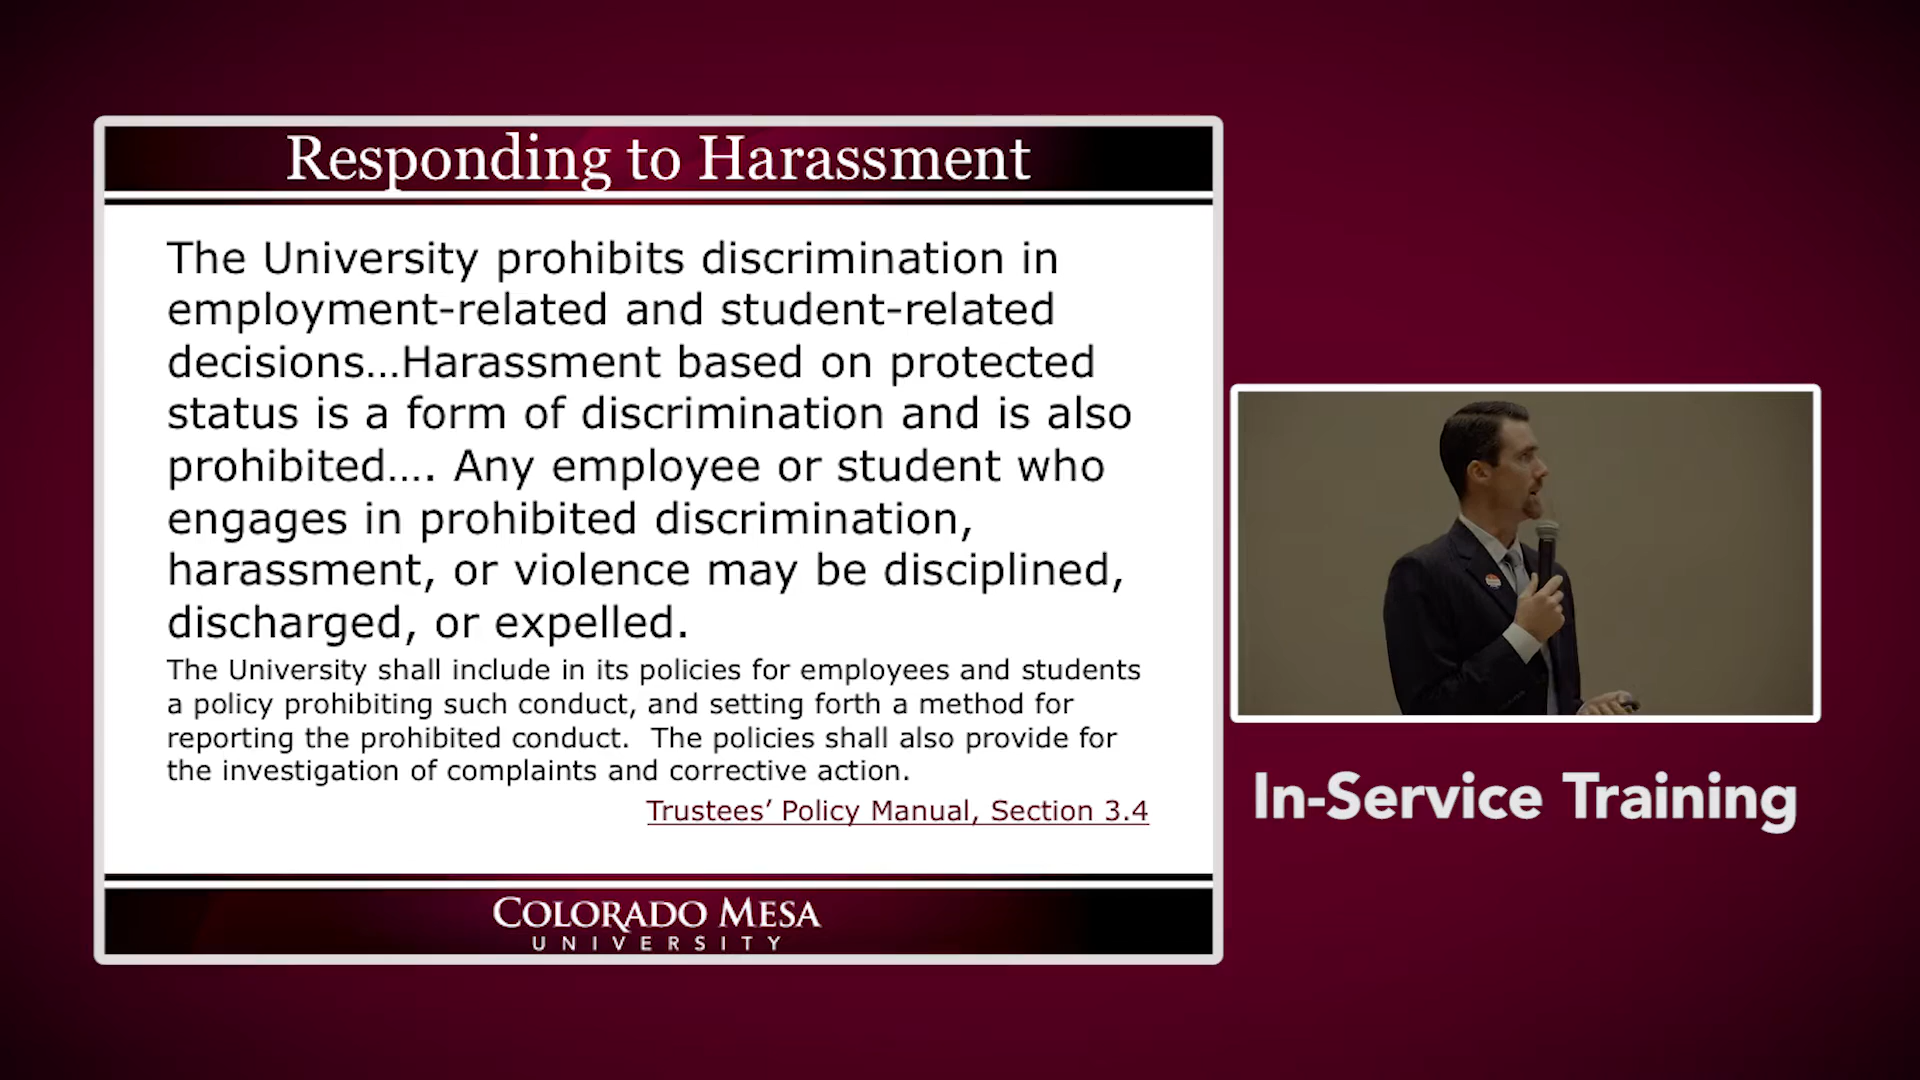 Responding to Harassment
The University prohibits discrimination in
employment-related and student-related
decisions…Harassment based on protected
status is a form of discrimination and is also
prohibited…. Any employee or student who
engages in prohibited discrimination,
harassment, or violence may be disciplined,
discharged, or expelled.
The University shall include in its policies for employees and students
a policy prohibiting such conduct, and setting forth a method for
reporting the prohibited conduct.  The policies shall also provide for
the investigation of complaints and corrective action.
Trustees’ Policy Manual, Section 3.4
COLORADO MESA
UNIVERSITY
In-Service Training